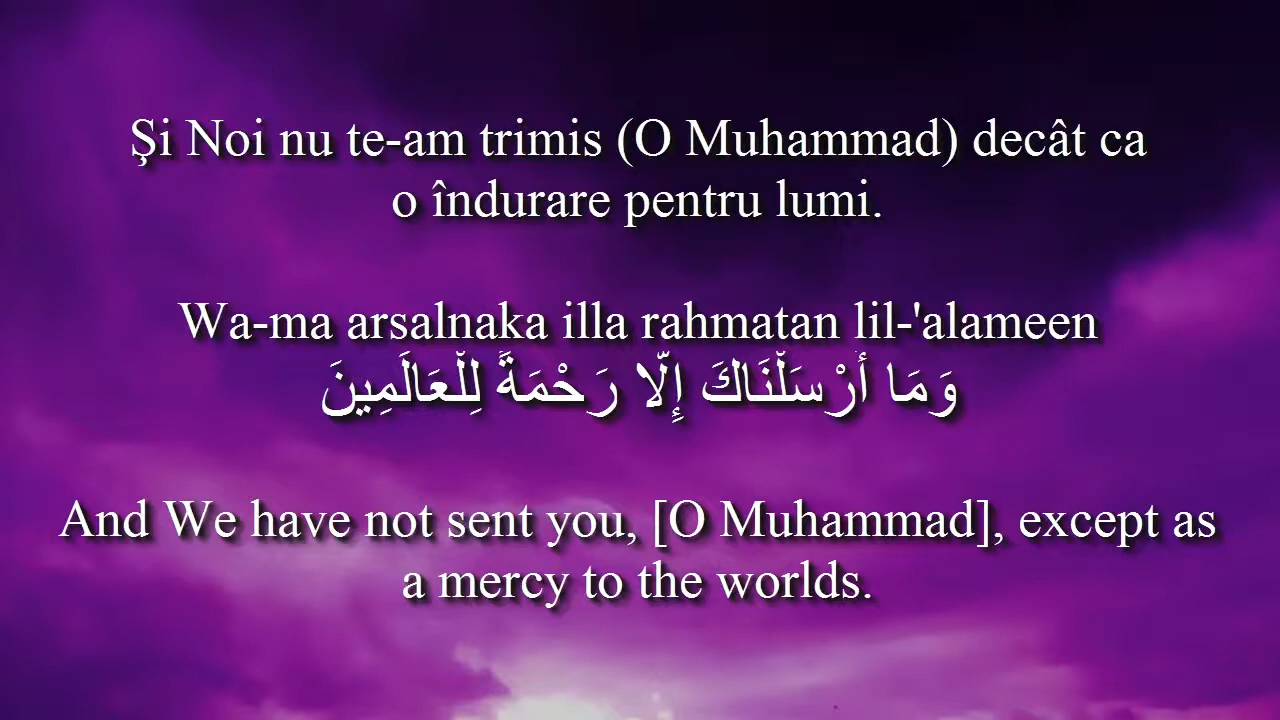 Şi Noi nu te-am trimis (O Muhammad) decât ca
o îndurare pentru lumi.
Wa-ma arsalnaka illa rahmatan lil-'alameen
وَمَا أَرْسَلْنَاكَ إِلَّا رَحْمَةً لِلْعَالَمِينَ
And We have not sent you, [O Muhammad], except as
a mercy to the worlds.